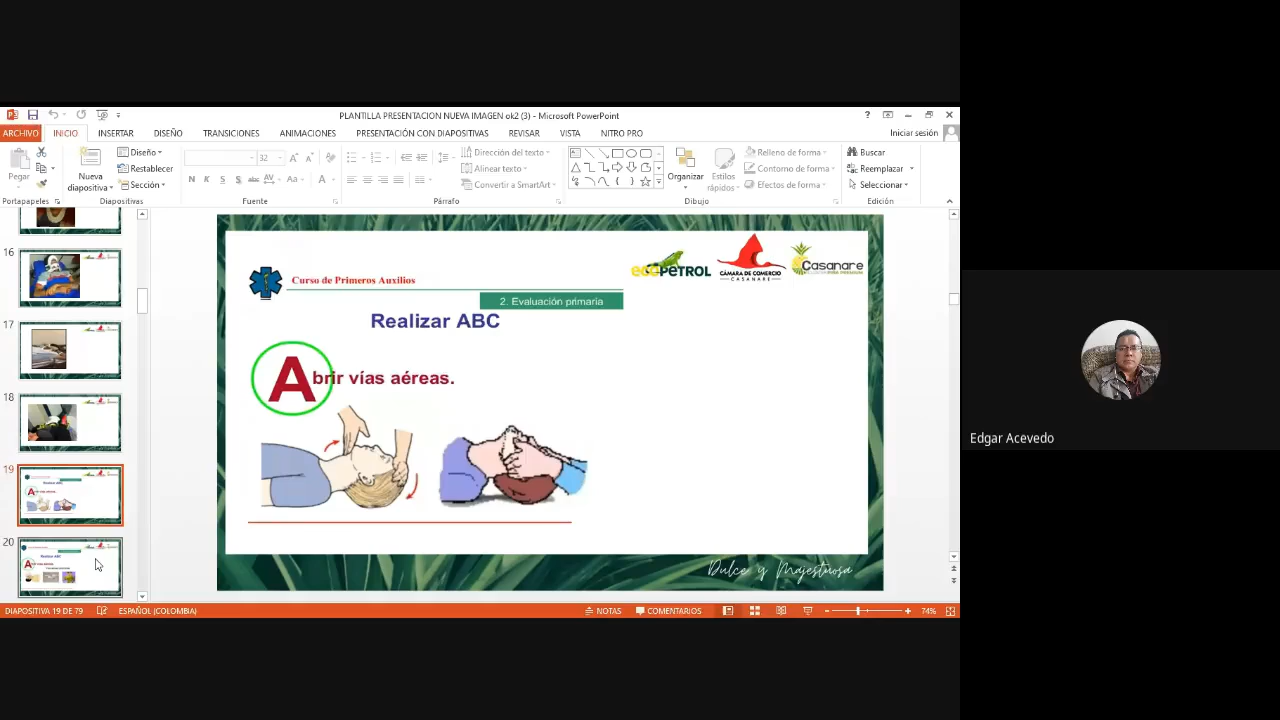 PLANTILLA PRESENTACION NUEVA IMAGEN ok2 (3) - Microsoft PowerPoint
ARCHIVO INICIO INSERTAR DISEÑO TRANSICIONES ANIMACIONES PRESENTACIÓN CON DIAPOSITIVAS REVISAR VISTA NITRO PRO Iniciar sesión
Pegar
Nueva diapositiva
Diseño
Restablecer
Sección
32
N K S S abc AV Aa A
Dirección del texto
Alinear texto
Convertir a SmartArt
Organizar
Estilos rápidos
Relleno de forma
Contorno de forma
Efectos de forma
Buscar
Reemplazar
Seleccionar
Portapapeles Diapositivas Fuente Párrafo Dibujo Edición
16
17
18
19
20
ecoPETROL
CÁMARA DE COMERCIO
CASANARE
Casanare
Curso de Primeros Auxilios
2. Evaluación primaria
Realizar ABC
Abrir vías aéreas.
Dulce y Majestuosa
Edgar Acevedo
DIAPOSITIVA 19 DE 79 ESPAÑOL (COLOMBIA) NOTAS COMENTARIOS 74%